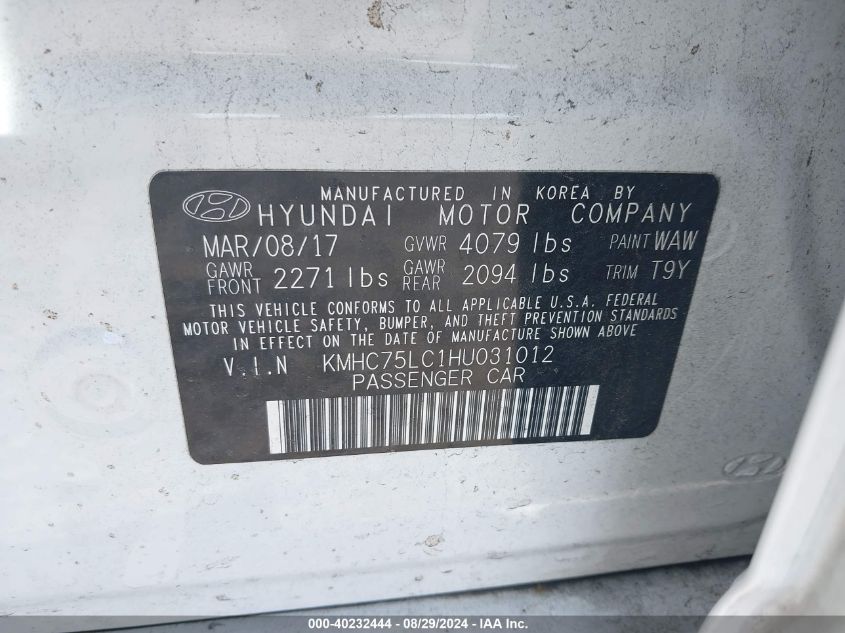 MANUFACTURED IN KOREA BY
HYUNDAI MOTOR COMPANY
MAR/08/17 GVWR 4079 lbs PAINT WAW
GAWR FRONT 2271 lbs GAWR REAR 2094 lbs TRIM T9Y
THIS VEHICLE CONFORMS TO ALL APPLICABLE U.S.A. FEDERAL
MOTOR VEHICLE SAFETY, BUMPER, AND THEFT PREVENTION STANDARDS
IN EFFECT ON THE DATE OF MANUFACTURE SHOWN ABOVE
V.I.N KMHC75LC1HU031012
PASSENGER CAR
000-40232444 - 08/29/2024 - IAA Inc.